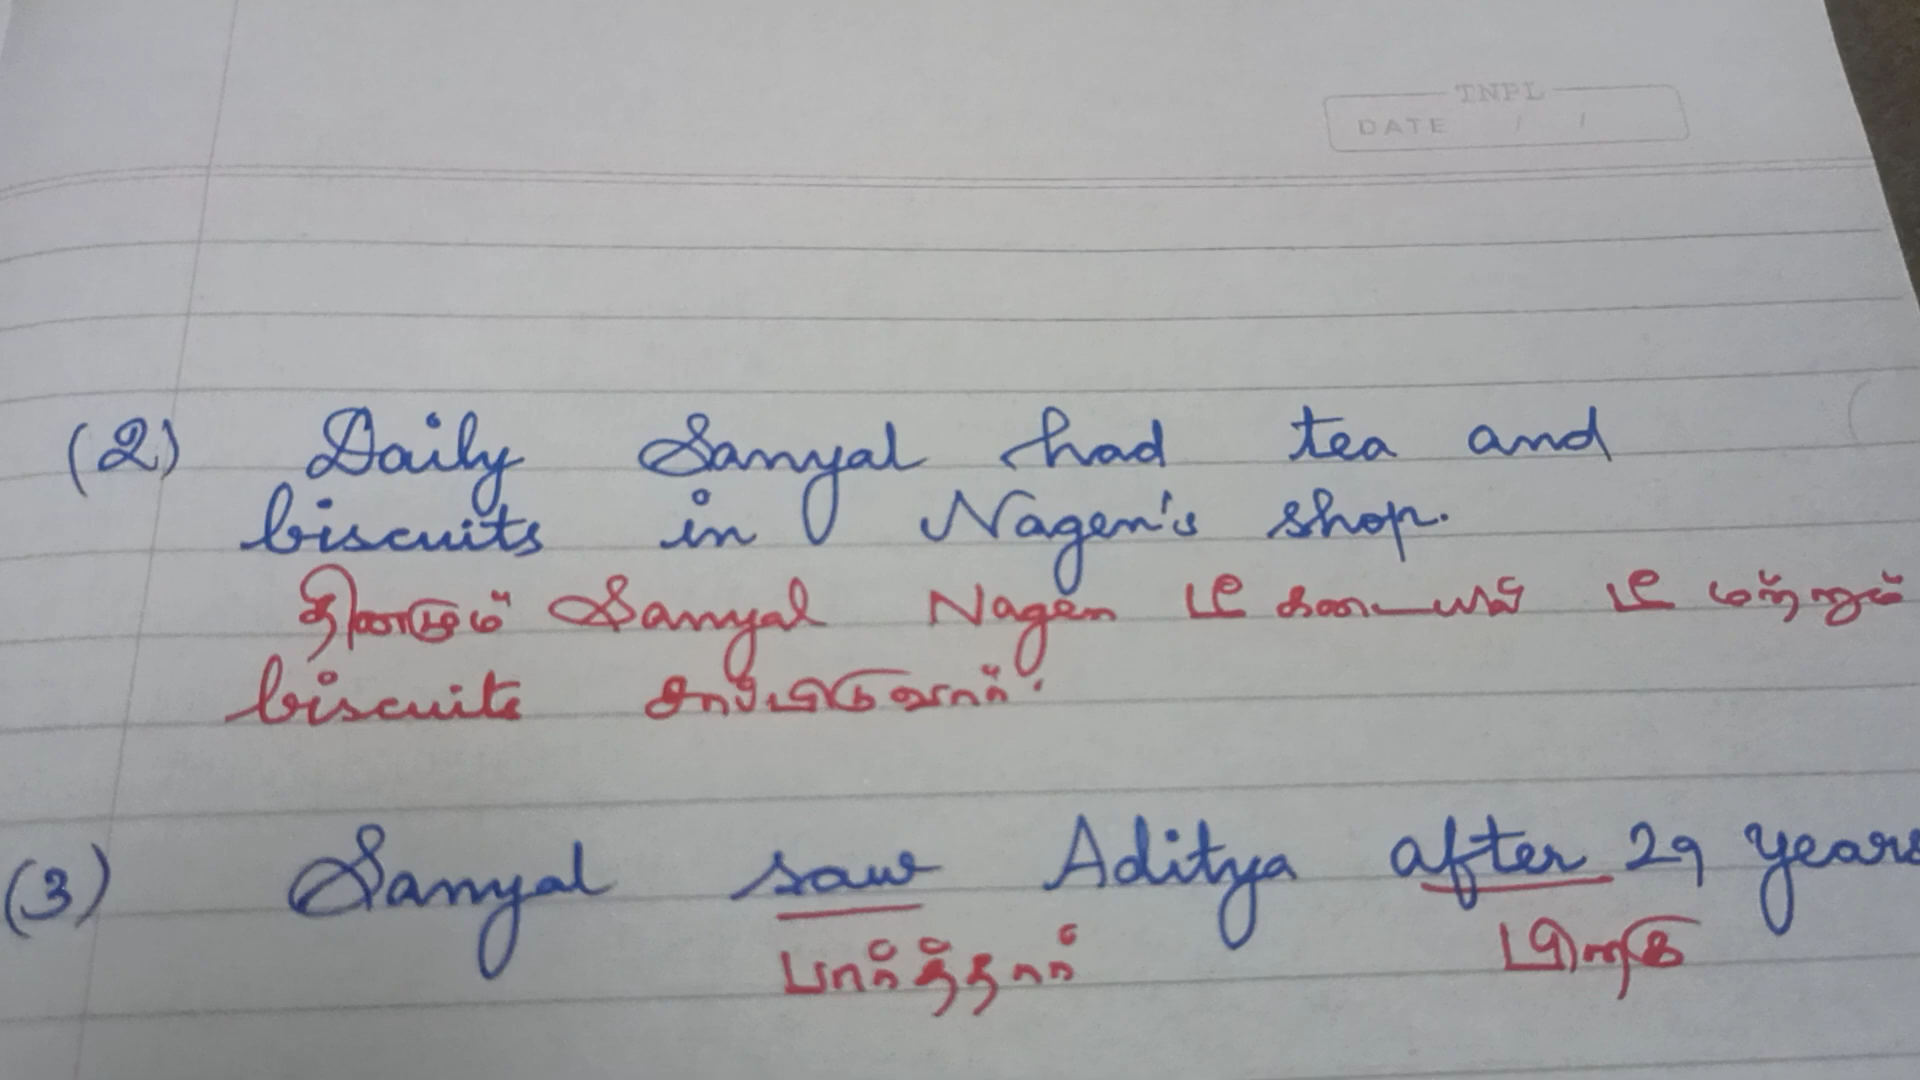 TNPL
DATE / /
(2) Daily Sanyal had tea and
biscuits in Nagen's shop.
தினமும் Sanyal Nagen டீ கடையில் டீ மற்றும்
biscuits சாப்பிடுவார்.
(3) Sanyal saw Aditya after 29 years
பார்த்தார் பிறகு